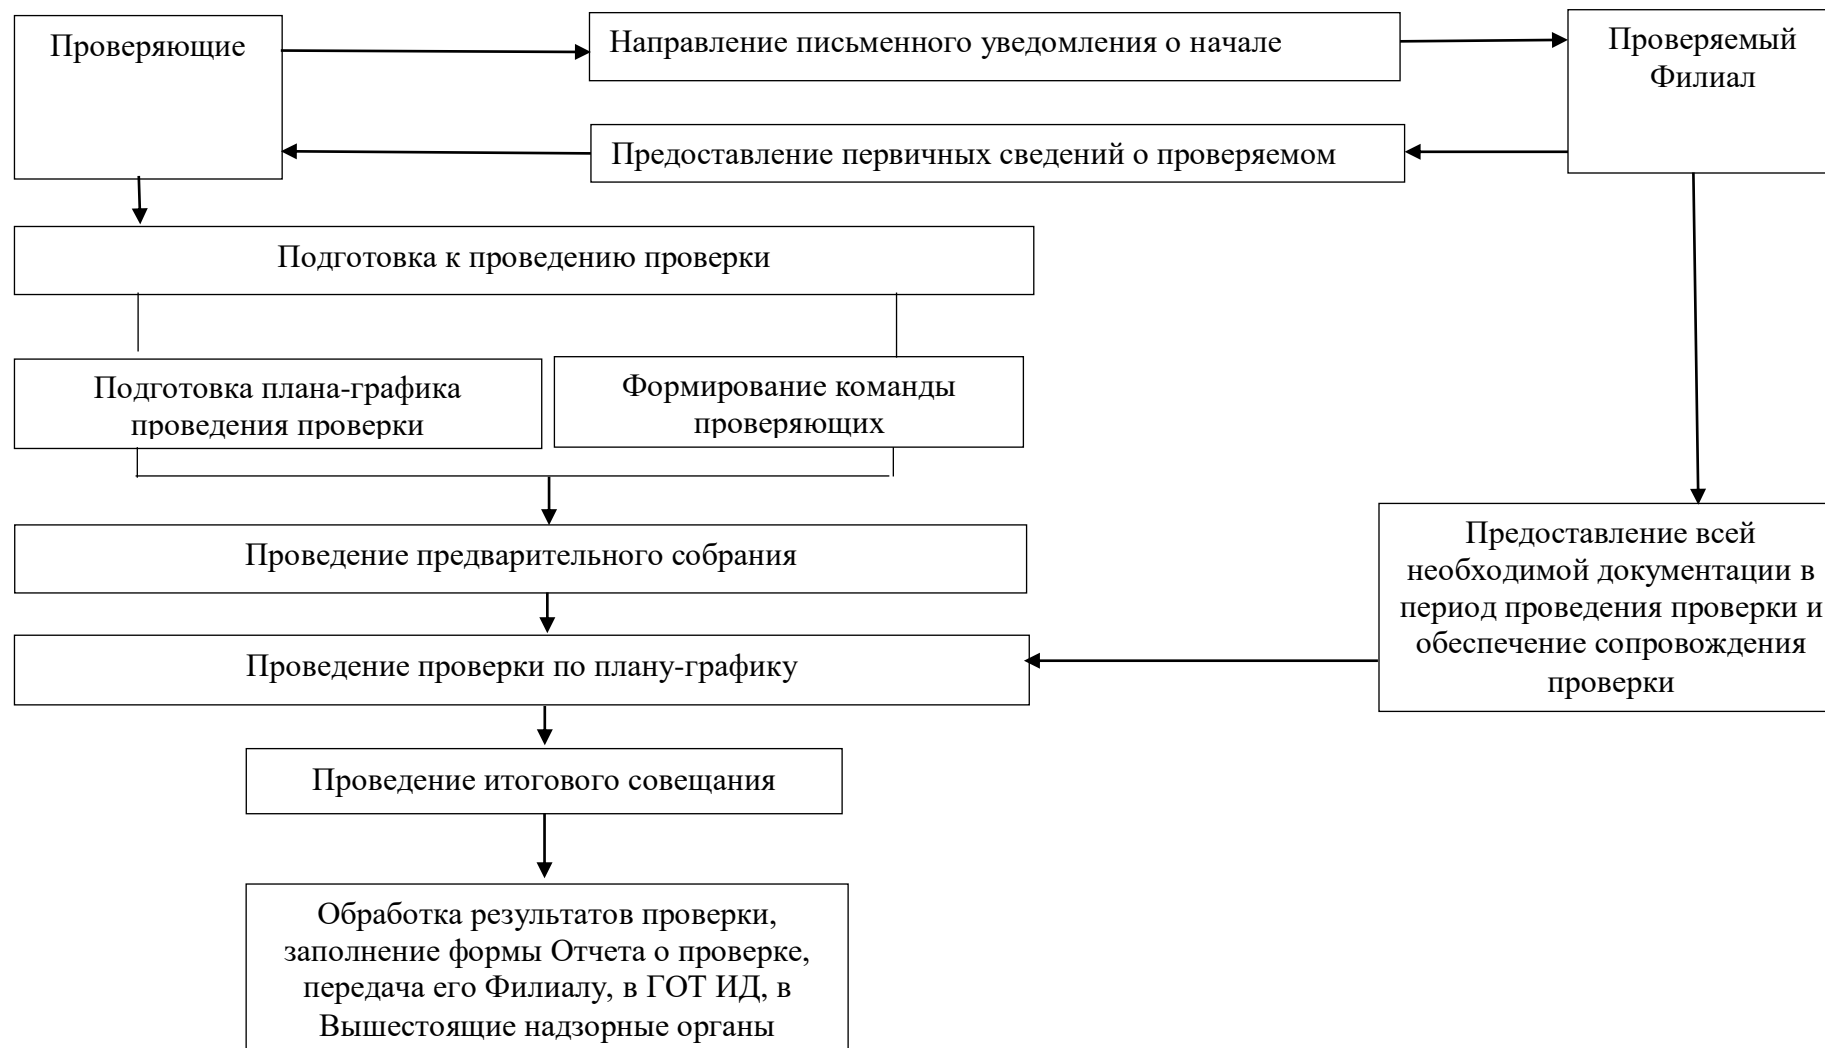 Проверяющие
Направление письменного уведомления о начале
Проверяемый
Филиал
Предоставление первичных сведений о проверяемом
Подготовка к проведению проверки
Подготовка плана-графика
проведения проверки
Формирование команды
проверяющих
Проведение предварительного собрания
Предоставление всей
необходимой документации в
период проведения проверки и
обеспечение сопровождения
проверки
Проведение проверки по плану-графику
Проведение итогового совещания
Обработка результатов проверки,
заполнение формы Отчета о проверке,
передача его Филиалу, в ГОТ ИД, в
Вышестоящие надзорные органы